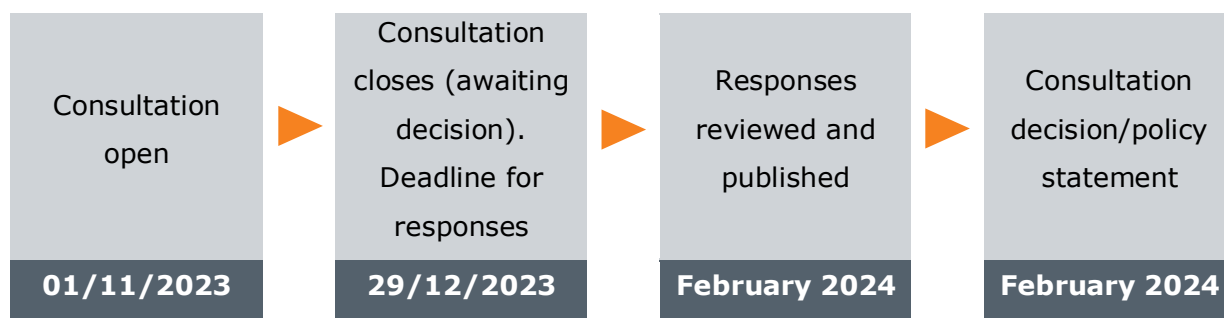 Consultation
open
01/11/2023
Consultation
closes (awaiting
decision).
Deadline for
responses
29/12/2023
Responses
reviewed and
published
February 2024
Consultation
decision/policy
statement
February 2024